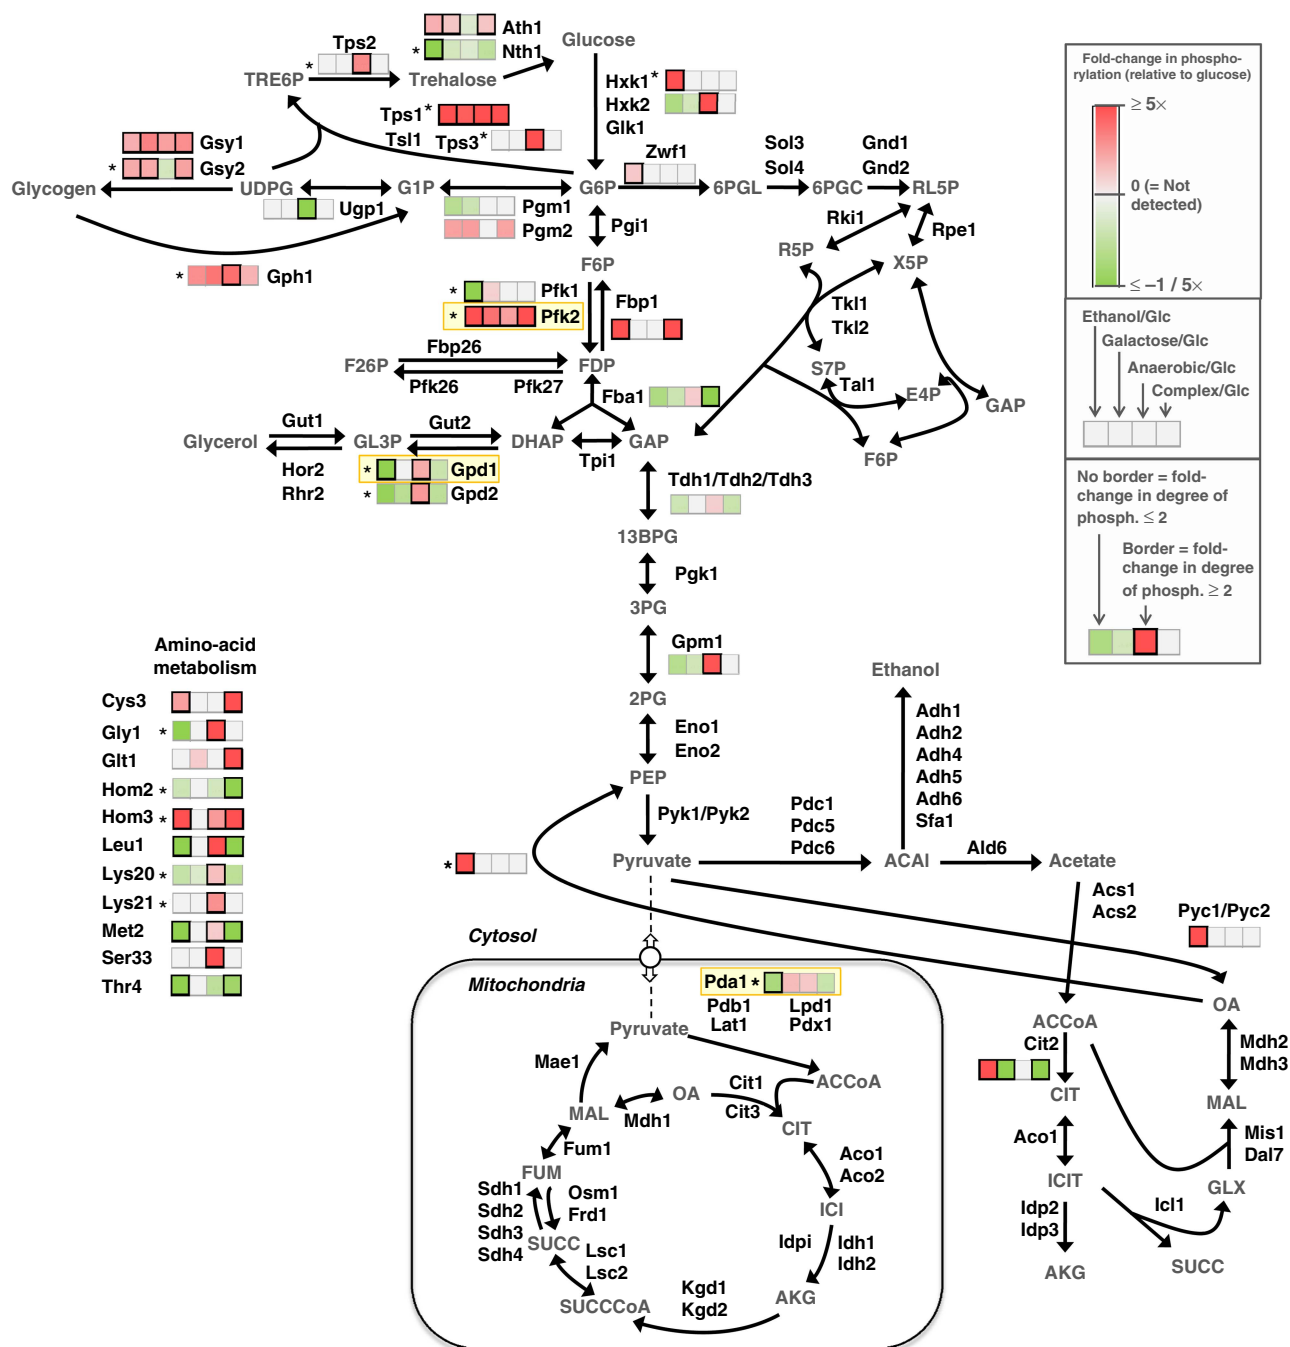 Ath1
Nth1
*
Glucose
Tps2
*
TRE6P
Trehalose
Hxk1*
Hxk2
Glk1
Tps1*
Tsl1
Tps3*
Gsy1
* Gsy2
Zwf1
Sol3
Sol4
Gnd1
Gnd2
Glycogen
UDPG
G1P
G6P
6PGL
6PGC
RL5P
Ugp1
Pgm1
Pgm2
Pgi1
Rki1
Rpe1
R5P
X5P
* Gph1
F6P
* Pfk1
* Pfk2
Fbp1
Tkl1
Tkl2
Fbp26
F26P
FDP
Pfk26
Pfk27
S7P
Tal1
E4P
GAP
Fba1
F6P
Gut1
Gut2
Glycerol
GL3P
DHAP
GAP
Tpi1
Hor2
Rhr2
* Gpd1
* Gpd2
Tdh1/Tdh2/Tdh3
13BPG
Pgk1
3PG
Gpm1
2PG
Eno1
Eno2
PEP
Pyk1/Pyk2
Pyruvate
*
Ethanol
Adh1
Adh2
Adh4
Adh5
Adh6
Sfa1
Pdc1
Pdc5
Pdc6
ACAl
Ald6
Acetate
Acs1
Acs2
Pyc1/Pyc2
Amino-acid
metabolism
Cys3
Gly1 *
Glt1
Hom2 *
Hom3 *
Leu1
Lys20 *
Lys21 *
Met2
Ser33
Thr4
Cytosol
Mitochondria
Pda1 *
Pdb1
Lat1
Lpd1
Pdx1
Pyruvate
Mae1
ACCoA
Cit1
Cit3
OA
MAL
Mdh1
CIT
Fum1
FUM
Aco1
Aco2
Sdh1
Sdh2
Sdh3
Sdh4
Osm1
Frd1
SUCC
Lsc1
Lsc2
SUCCCoA
Kgd1
Kgd2
AKG
Idpi
Idh1
Idh2
ICI
ACCoA
Cit2
CIT
Aco1
ICIT
Idp2
Idp3
AKG
Icl1
SUCC
GLX
Mis1
Dal7
MAL
Mdh2
Mdh3
OA
Fold-change in phospho-
rylation (relative to glucose)
≥ 5×
0 (= Not
detected)
≤ –1 / 5×
Ethanol/Glc
Galactose/Glc
Anaerobic/Glc
Complex/Glc
No border = fold-
change in degree of
phosph. ≤ 2
Border = fold-
change in degree
of phosph. ≥ 2